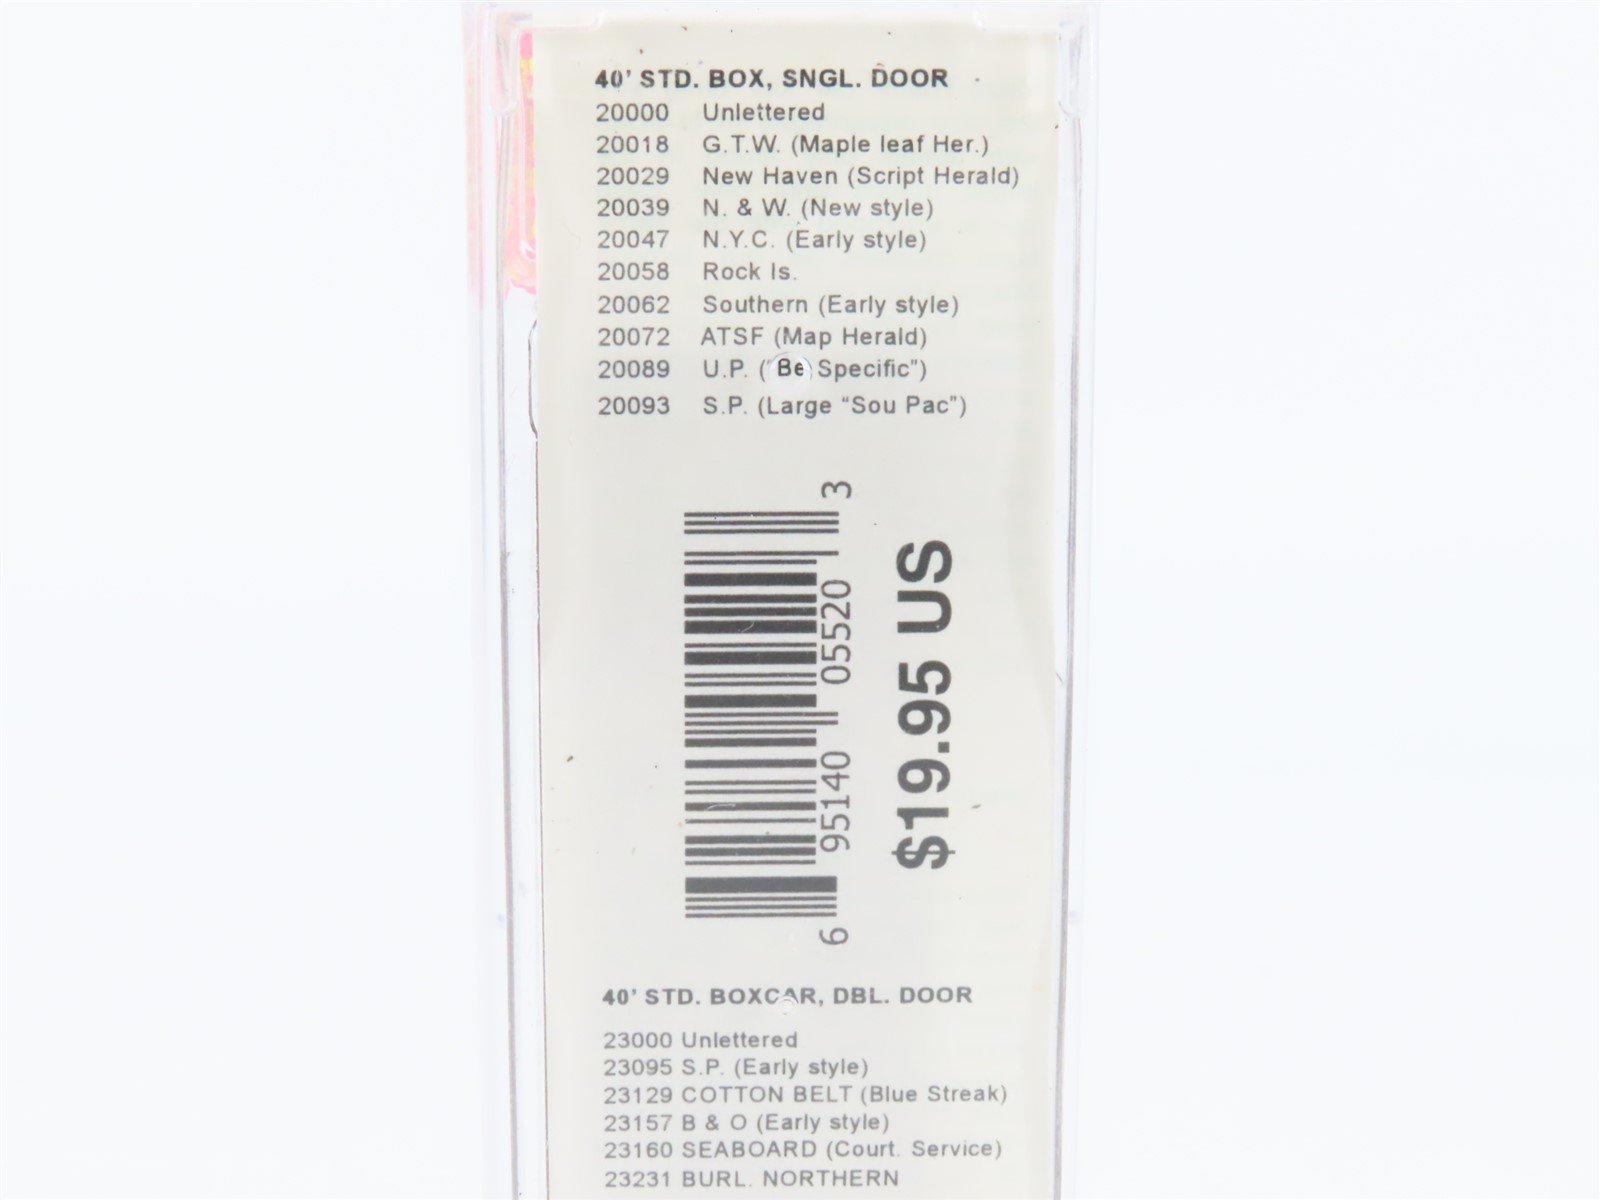 40' STD. BOX, SNGL. DOOR
20000 Unlettered
20018 G.T.W. (Maple leaf Her.)
20029 New Haven (Script Herald)
20039 N. & W. (New style)
20047 N.Y.C. (Early style)
20058 Rock Is.
20062 Southern (Early style)
20072 ATSF (Map Herald)
20089 U.P. ("Be Specific")
20093 S.P. (Large “Sou Pac”)
6 95140 05520 3
$19.95 US
40' STD. BOXCAR, DBL. DOOR
23000 Unlettered
23095 S.P. (Early style)
23129 COTTON BELT (Blue Streak)
23157 B & O (Early style)
23160 SEABOARD (Court. Service)
23231 BURL. NORTHERN